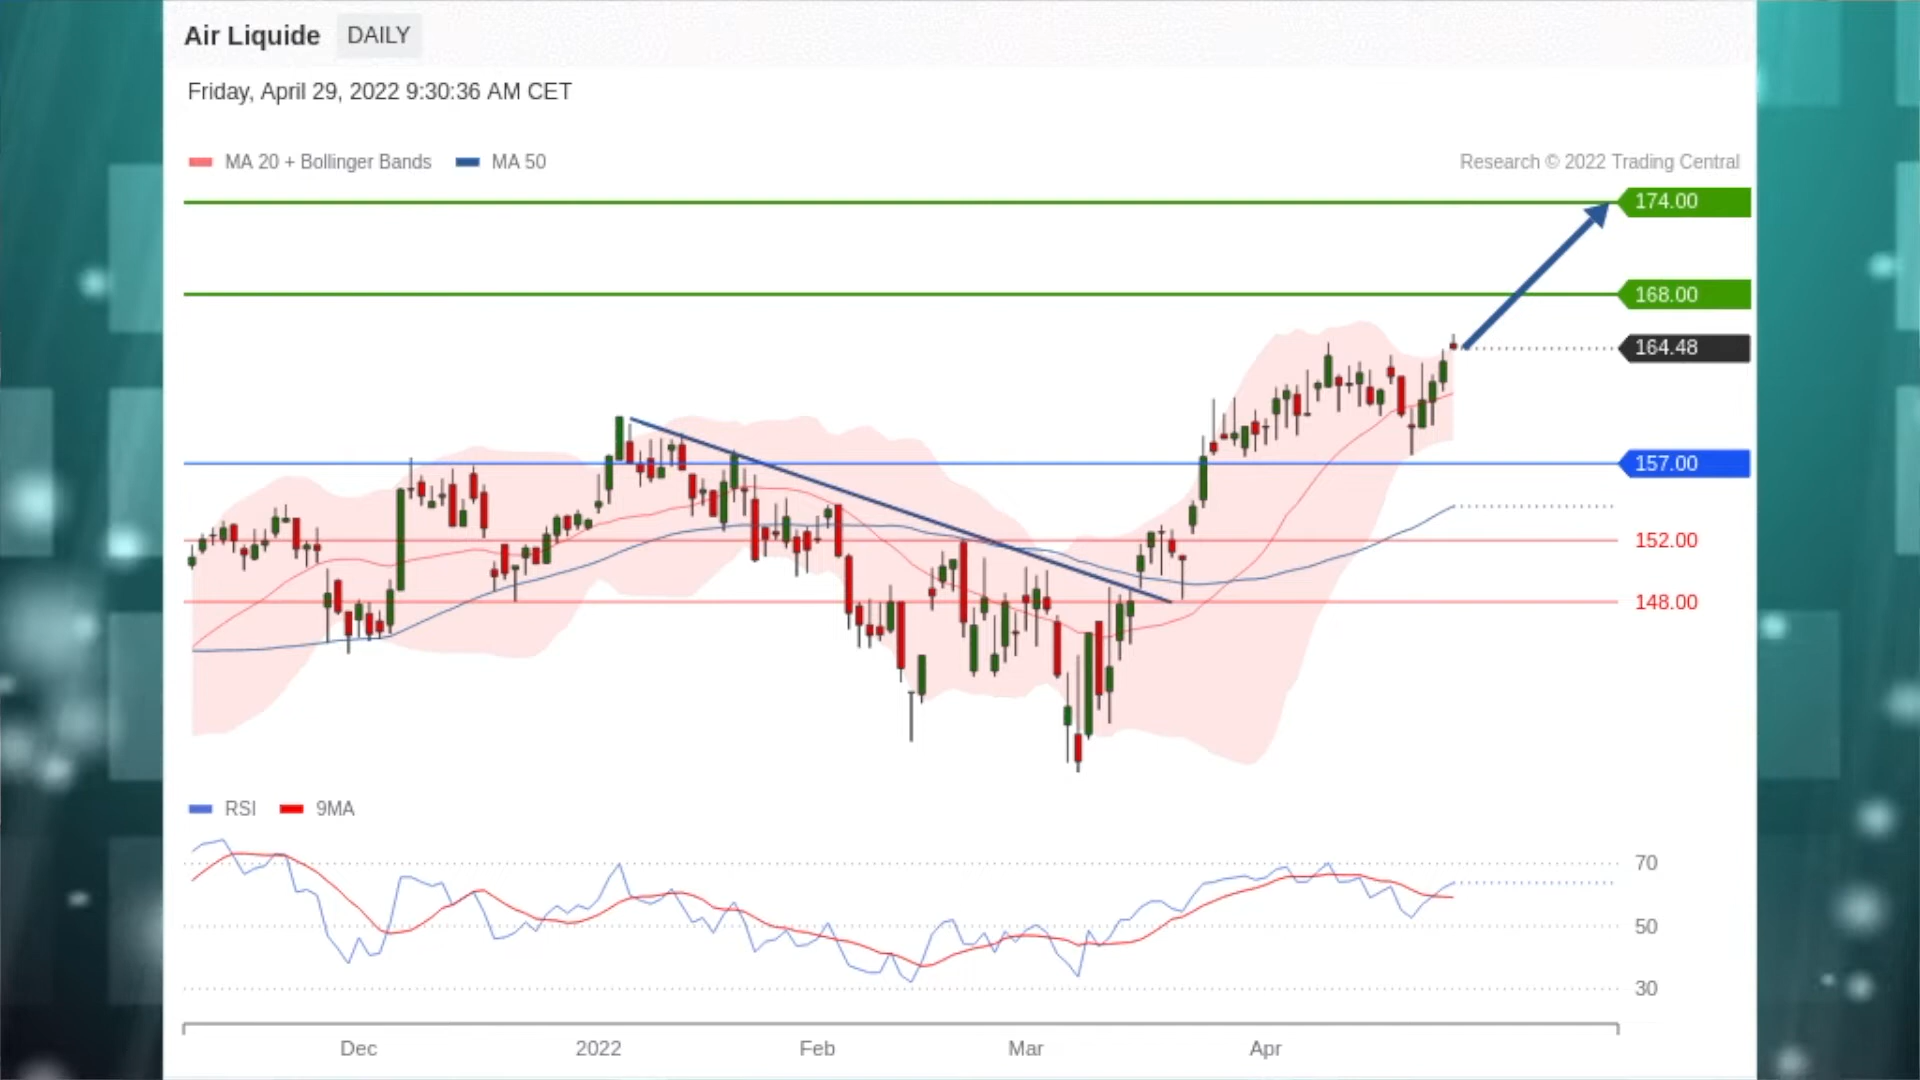 Air Liquide DAILY
Friday, April 29, 2022 9:30:36 AM CET
MA 20 + Bollinger Bands MA 50
Research © 2022 Trading Central
174.00
168.00
164.48
157.00
152.00
148.00
RSI 9MA
70
50
30
Dec 2022 Feb Mar Apr